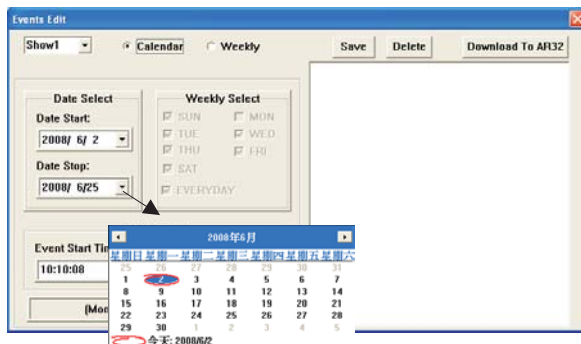 Events Edit
Show1 Calendar Weekly Save Delete Download To AR32
Date Select Weekly Select
Date Start: SUN MON
2008/ 6/ 2 TUE WED
THU FRI
Date Stop: SAT
2008/ 6/25 EVERYDAY
2008年6月
Event Start Tim 星期日 星期一 星期二 星期三 星期四 星期五 星期六
25 26 27 28 29 30 31
10:10:08 1 2 3 4 5 6 7
8 9 10 11 12 13 14
(Mon 15 16 17 18 19 20 21
22 23 24 25 26 27 28
29 30 1 2 3 4 5
今天: 2008/6/2